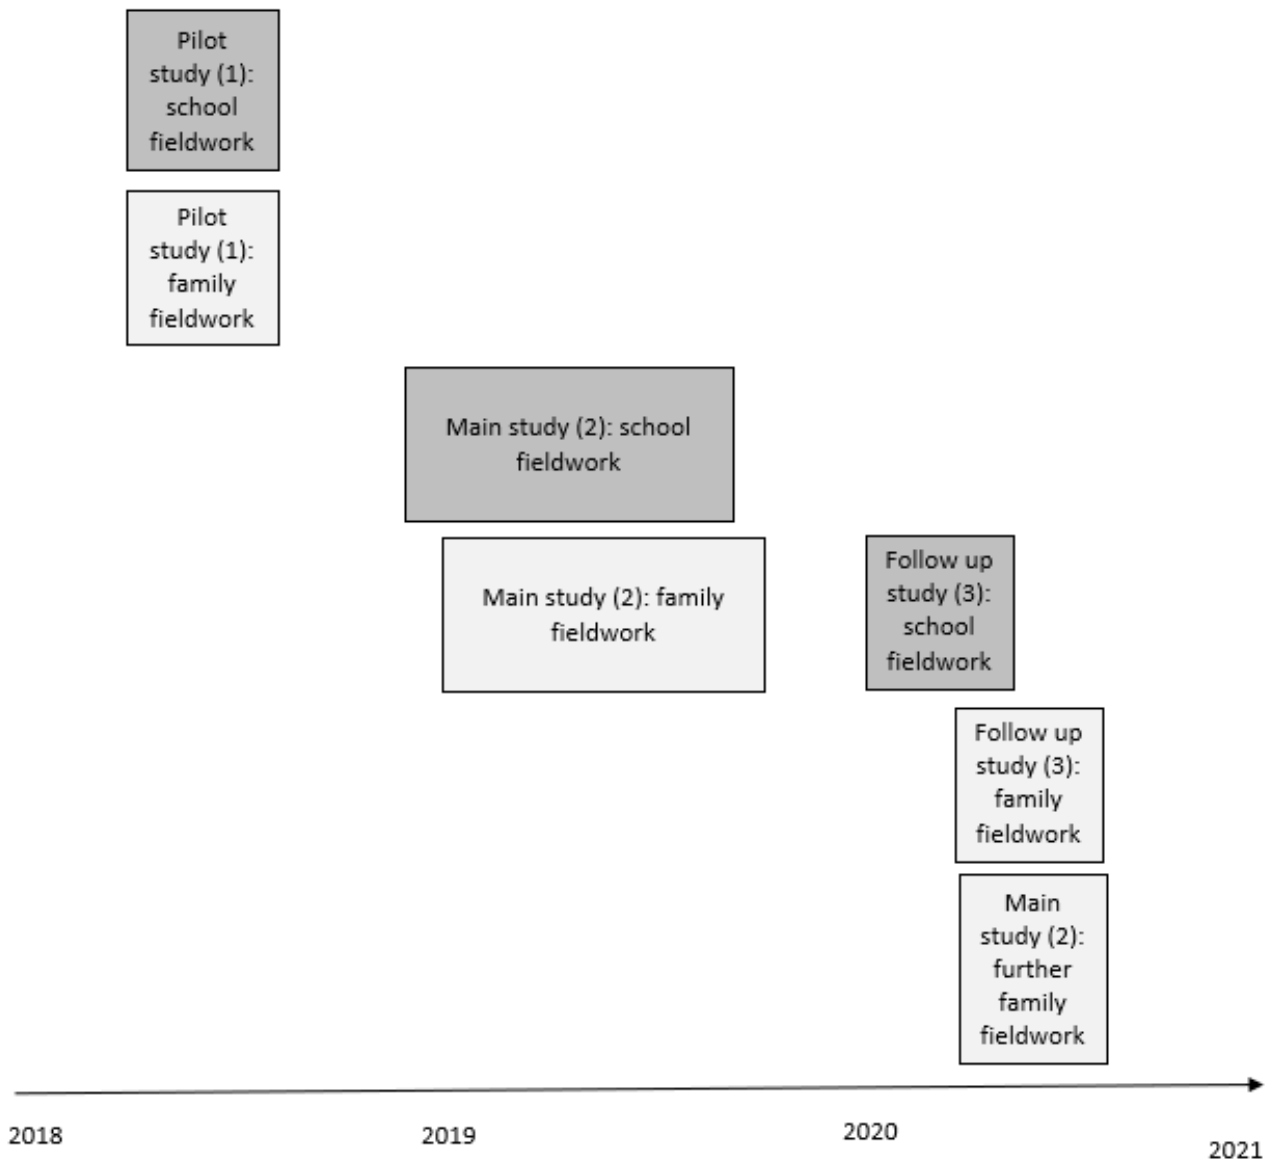 Pilot
study (1):
school
fieldwork
Pilot
study (1):
family
fieldwork
Main study (2): school
fieldwork
Main study (2): family
fieldwork
Follow up
study (3):
school
fieldwork
Follow up
study (3):
family
fieldwork
Main
study (2):
further
family
fieldwork
2018
2019
2020
2021